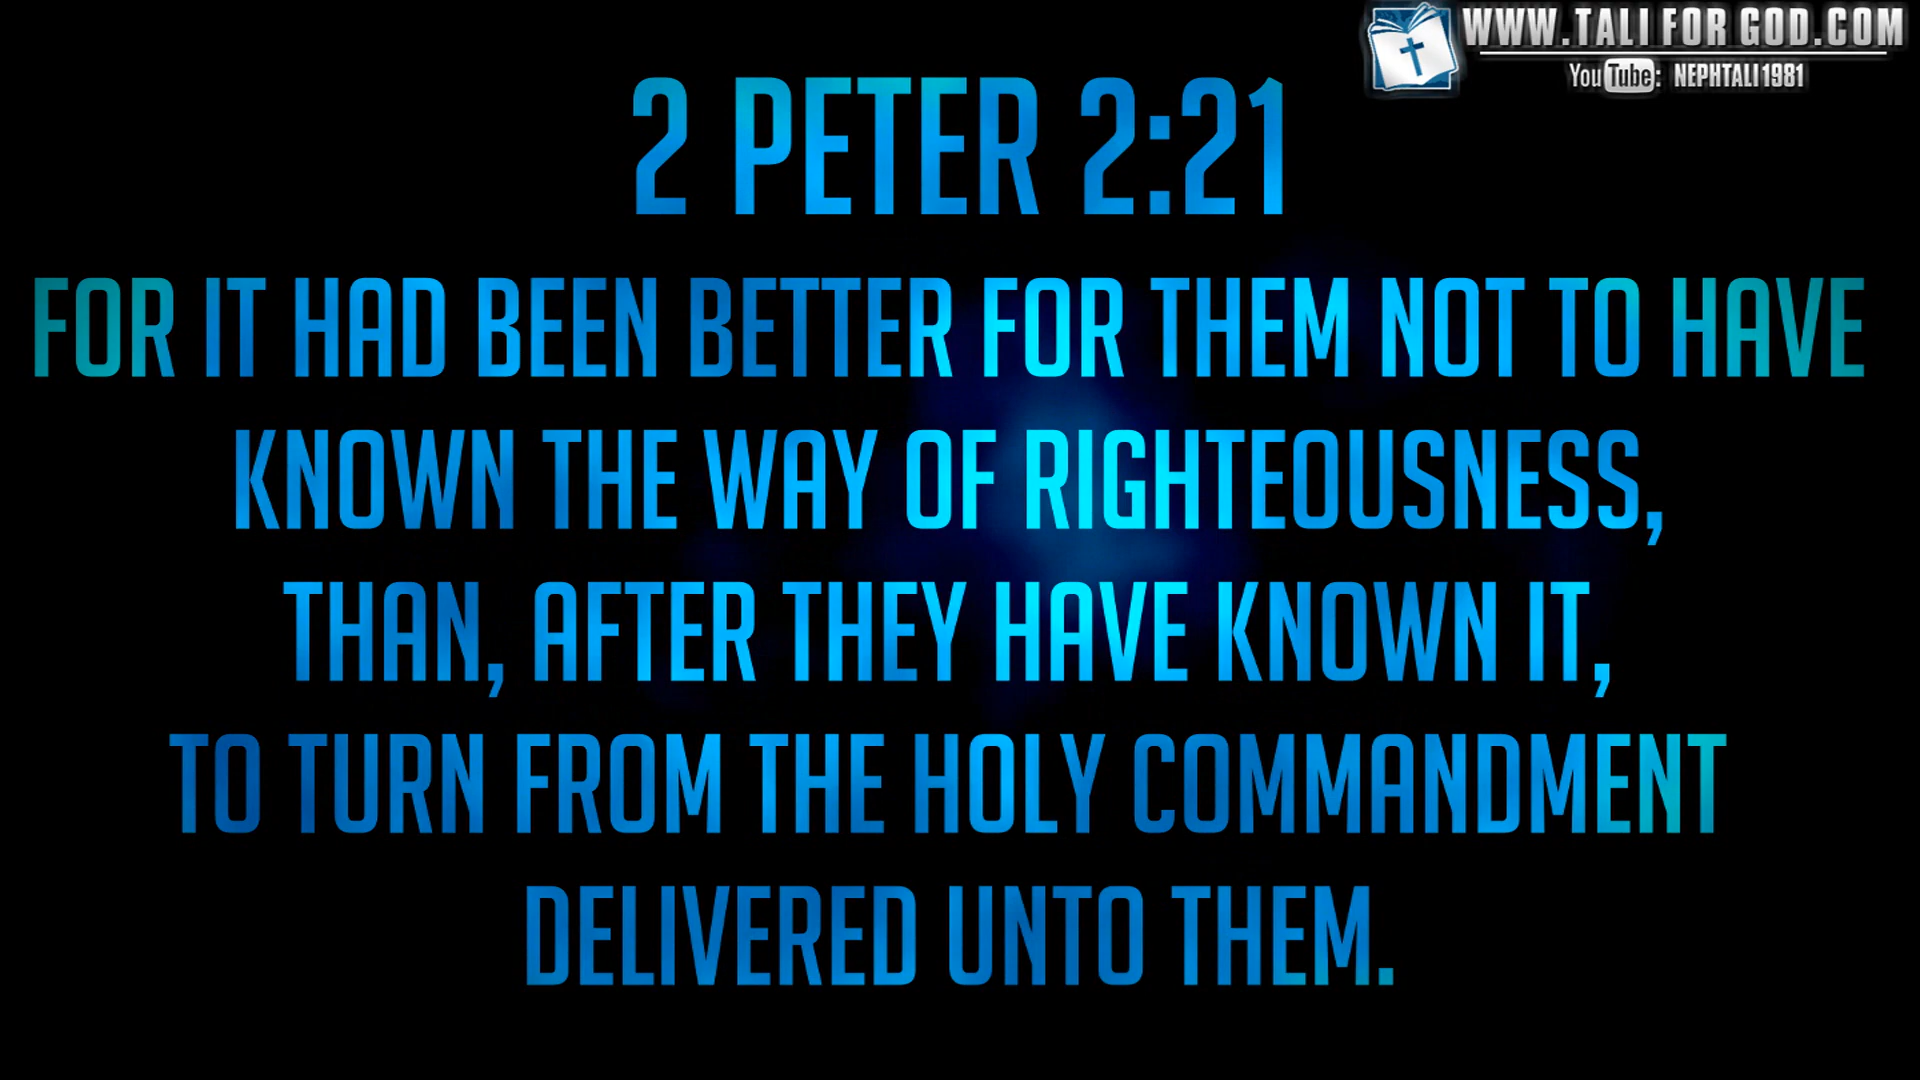 WWW.TALI FOR GOD.COM
YouTube: NEPHTALI1981
2 PETER 2:21
FOR IT HAD BEEN BETTER FOR THEM NOT TO HAVE
KNOWN THE WAY OF RIGHTEOUSNESS,
THAN, AFTER THEY HAVE KNOWN IT,
TO TURN FROM THE HOLY COMMANDMENT
DELIVERED UNTO THEM.